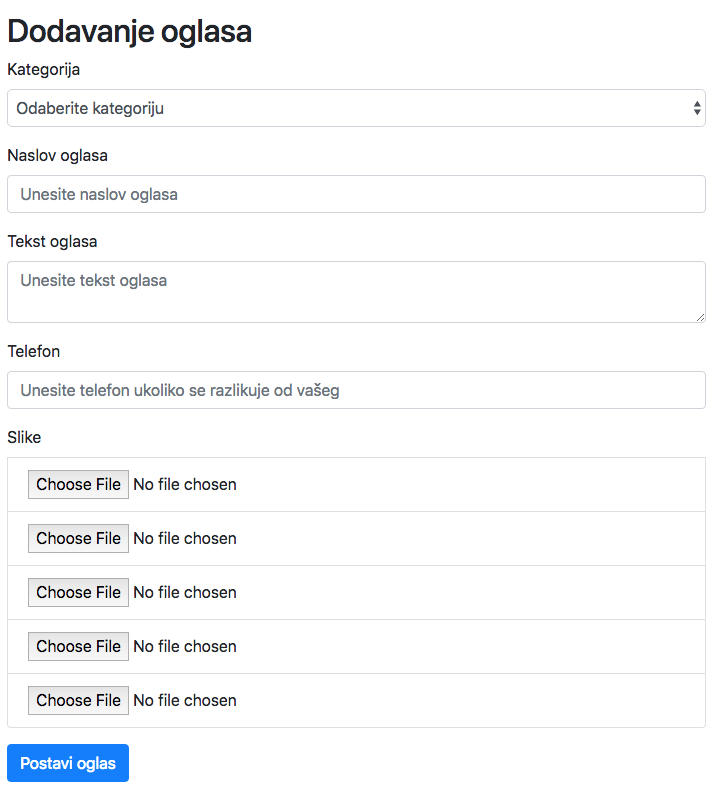 Dodavanje oglasa
Kategorija
Odaberite kategoriju
Naslov oglasa
Unesite naslov oglasa
Tekst oglasa
Unesite tekst oglasa
Telefon
Unesite telefon ukoliko se razlikuje od vašeg
Slike
Choose File No file chosen
Choose File No file chosen
Choose File No file chosen
Choose File No file chosen
Choose File No file chosen
Postavi oglas